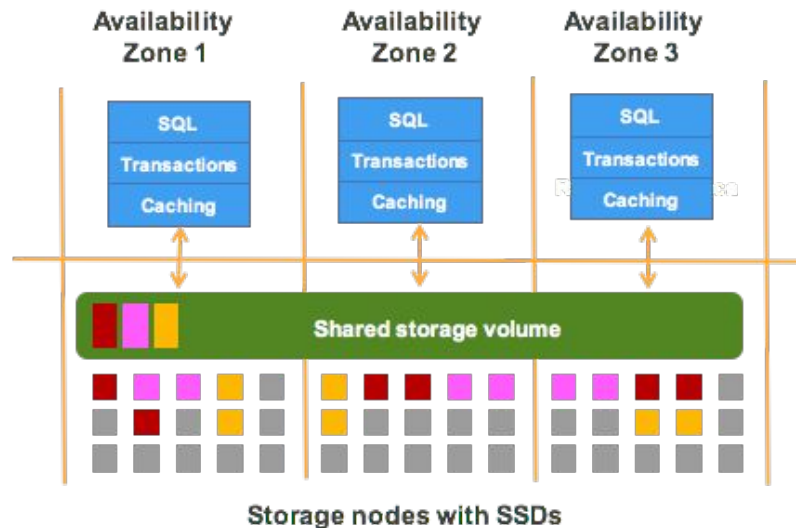 Availability
Zone 1
Availability
Zone 2
Availability
Zone 3
SQL
Transactions
Caching
SQL
Transactions
Caching
SQL
Transactions
Caching
Shared storage volume
Storage nodes with SSDs